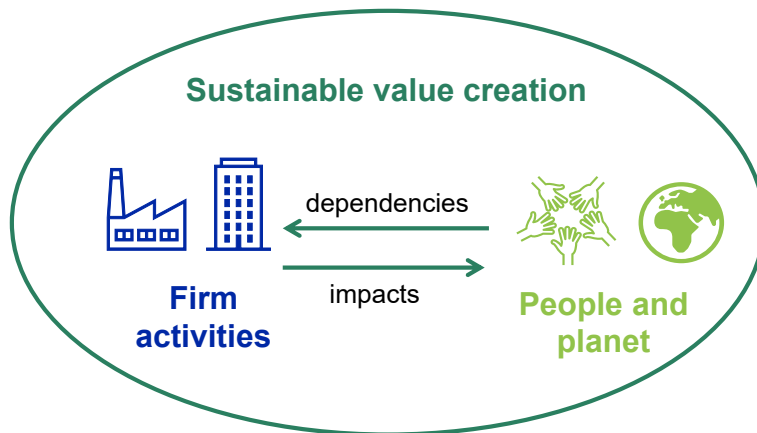 Sustainable value creation
dependencies
impacts
Firm
activities
People and
planet